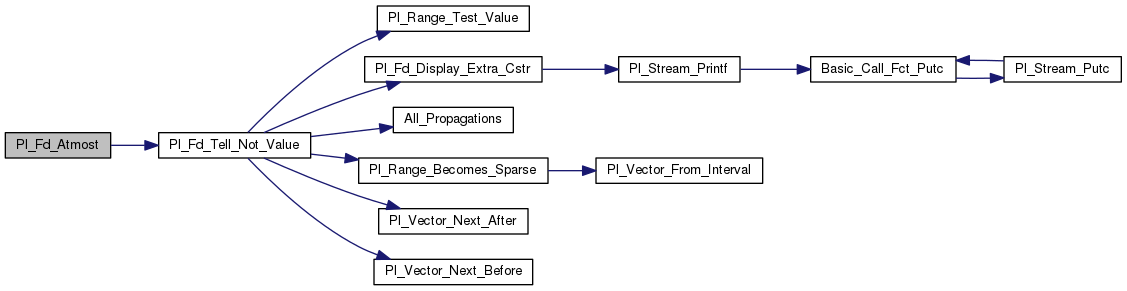 Pl_Fd_Atmost
Pl_Fd_Tell_Not_Value
Pl_Range_Test_Value
Pl_Fd_Display_Extra_Cstr
Pl_Stream_Printf
Basic_Call_Fct_Putc
Pl_Stream_Putc
All_Propagations
Pl_Range_Becomes_Sparse
Pl_Vector_From_Interval
Pl_Vector_Next_After
Pl_Vector_Next_Before